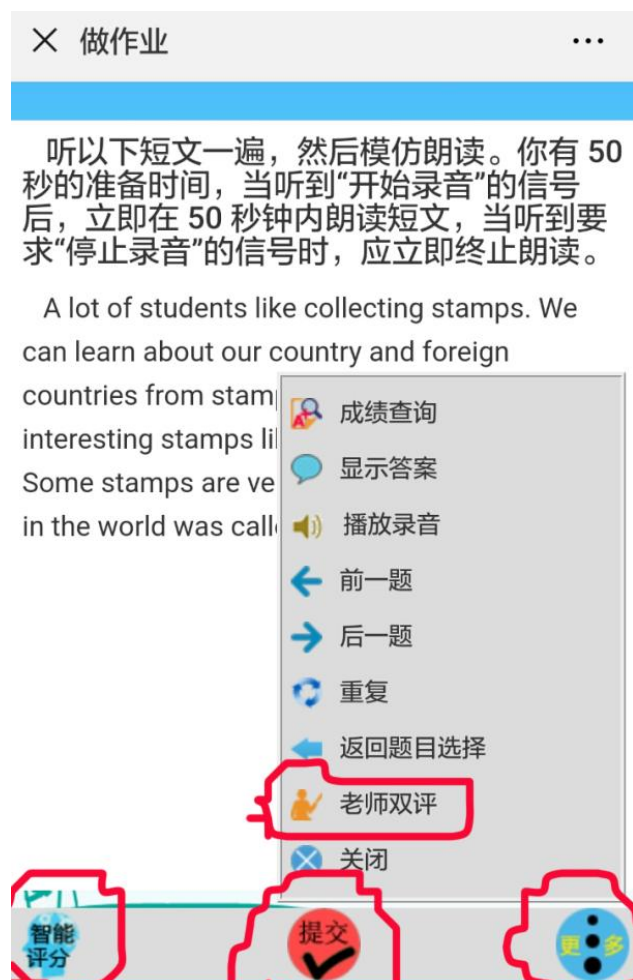 做作业
听以下短文一遍，然后模仿朗读。你有 50
秒的准备时间，当听到“开始录音”的信号
后，立即在 50 秒钟内朗读短文，当听到要
求“停止录音”的信号时，应立即终止朗读。
A lot of students like collecting stamps. We
can learn about our country and foreign
countries from
interesting stamps
Some stamps are
in the world was
成绩查询
显示答案
播放录音
前一题
后一题
重复
返回题目选择
老师双评
关闭
智能
评分
提交
更多